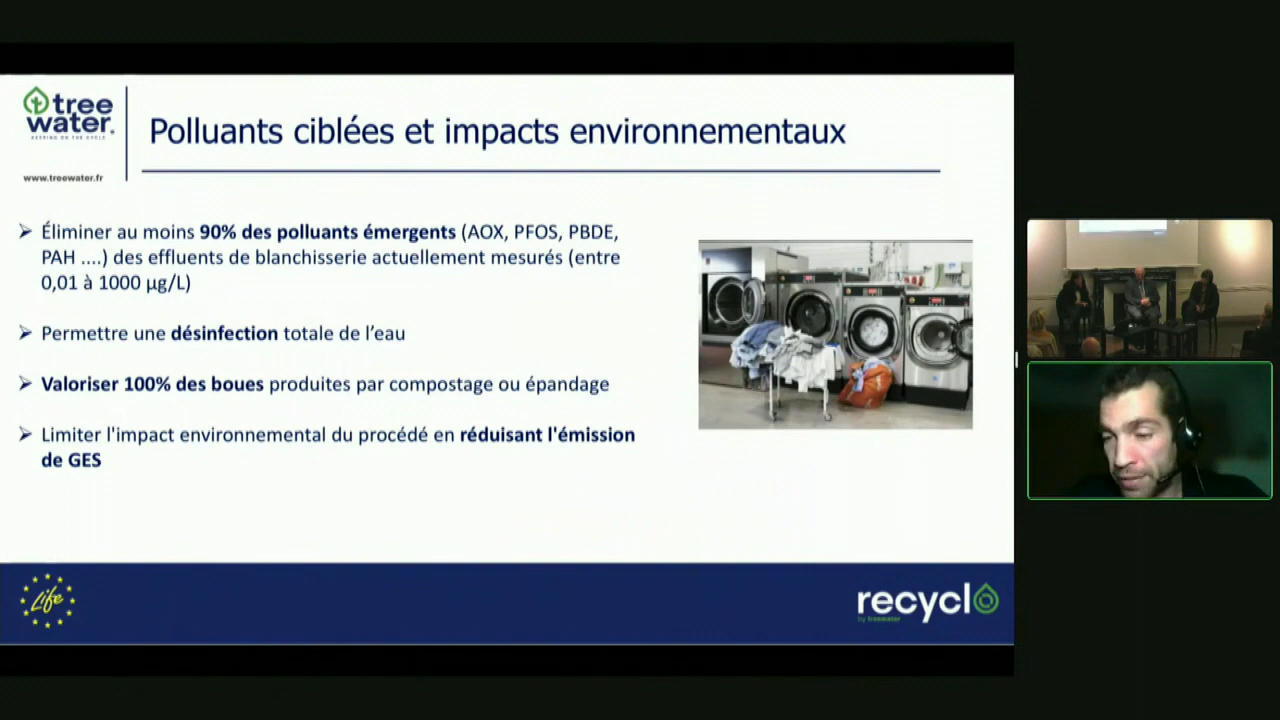 tree
water
KEEPING ON THE CYCLE
www.treewater.fr
Polluants ciblées et impacts environnementaux
Éliminer au moins 90% des polluants émergents (AOX, PFOS, PBDE,
PAH ....) des effluents de blanchisserie actuellement mesurés (entre
0,01 à 1000 µg/L)
Permettre une désinfection totale de l’eau
Valoriser 100% des boues produites par compostage ou épandage
Limiter l'impact environnemental du procédé en réduisant l'émission
de GES
Life
recyclo
by treewater